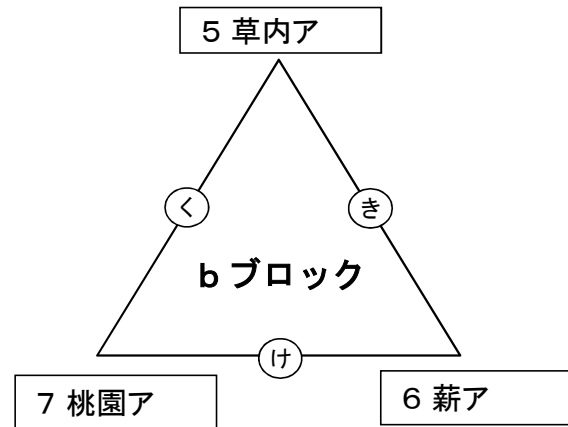 ５ 草内ア
く
き
ｂ ブロック
け
７ 桃園ア
６ 薪ア